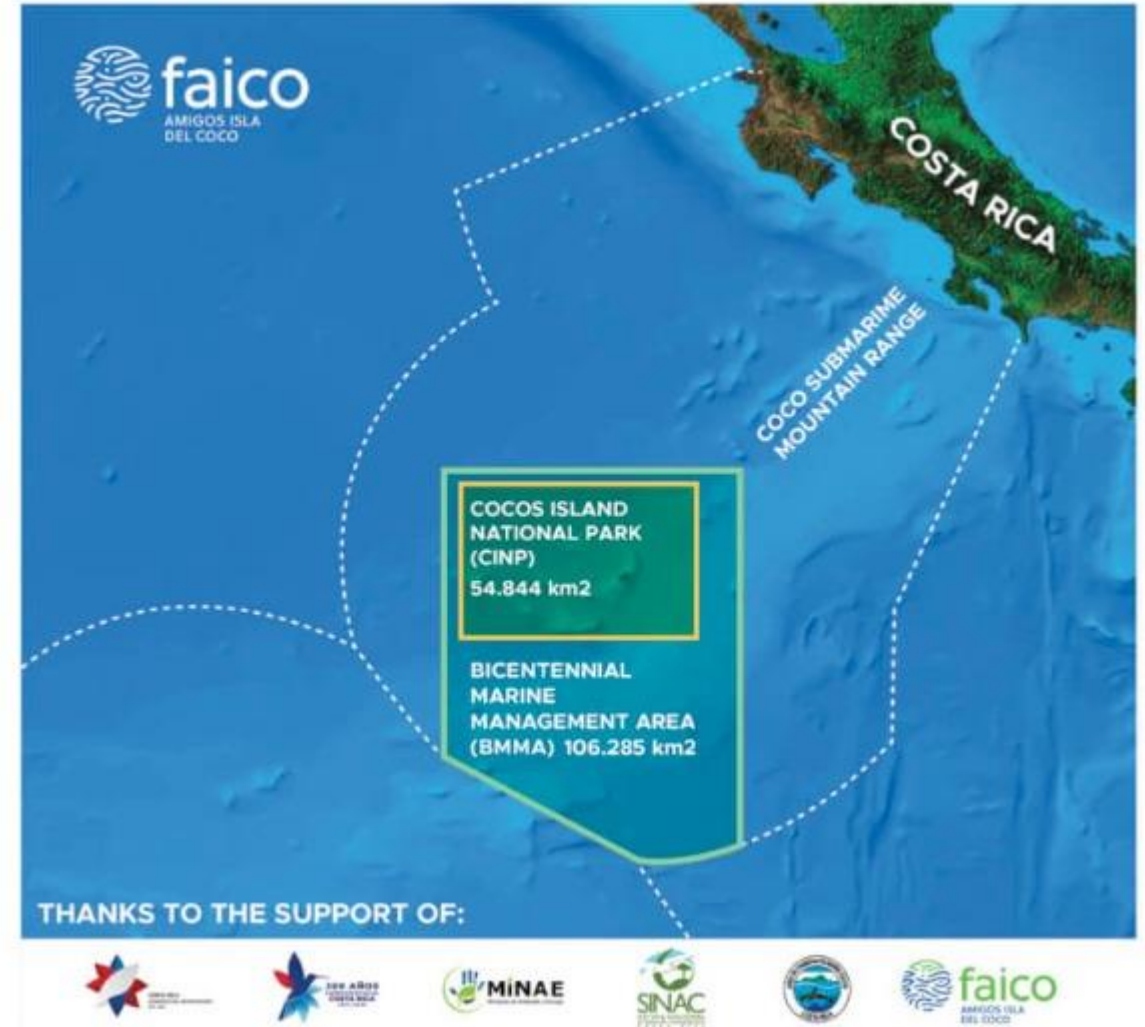 faico
AMIGOS ISLA
DEL COCO
COSTA RICA
COCO SUBMARIME
MOUNTAIN RANGE
COCOS ISLAND
NATIONAL PARK
(CINP)
54.844 km2
BICENTENNIAL
MARINE
MANAGEMENT AREA
(BMMA) 106.285 km2
THANKS TO THE SUPPORT OF:
200 AÑOS
COSTA RICA
MiNAE
SINAC
faico
AMIGOS ISLA
DEL COCO